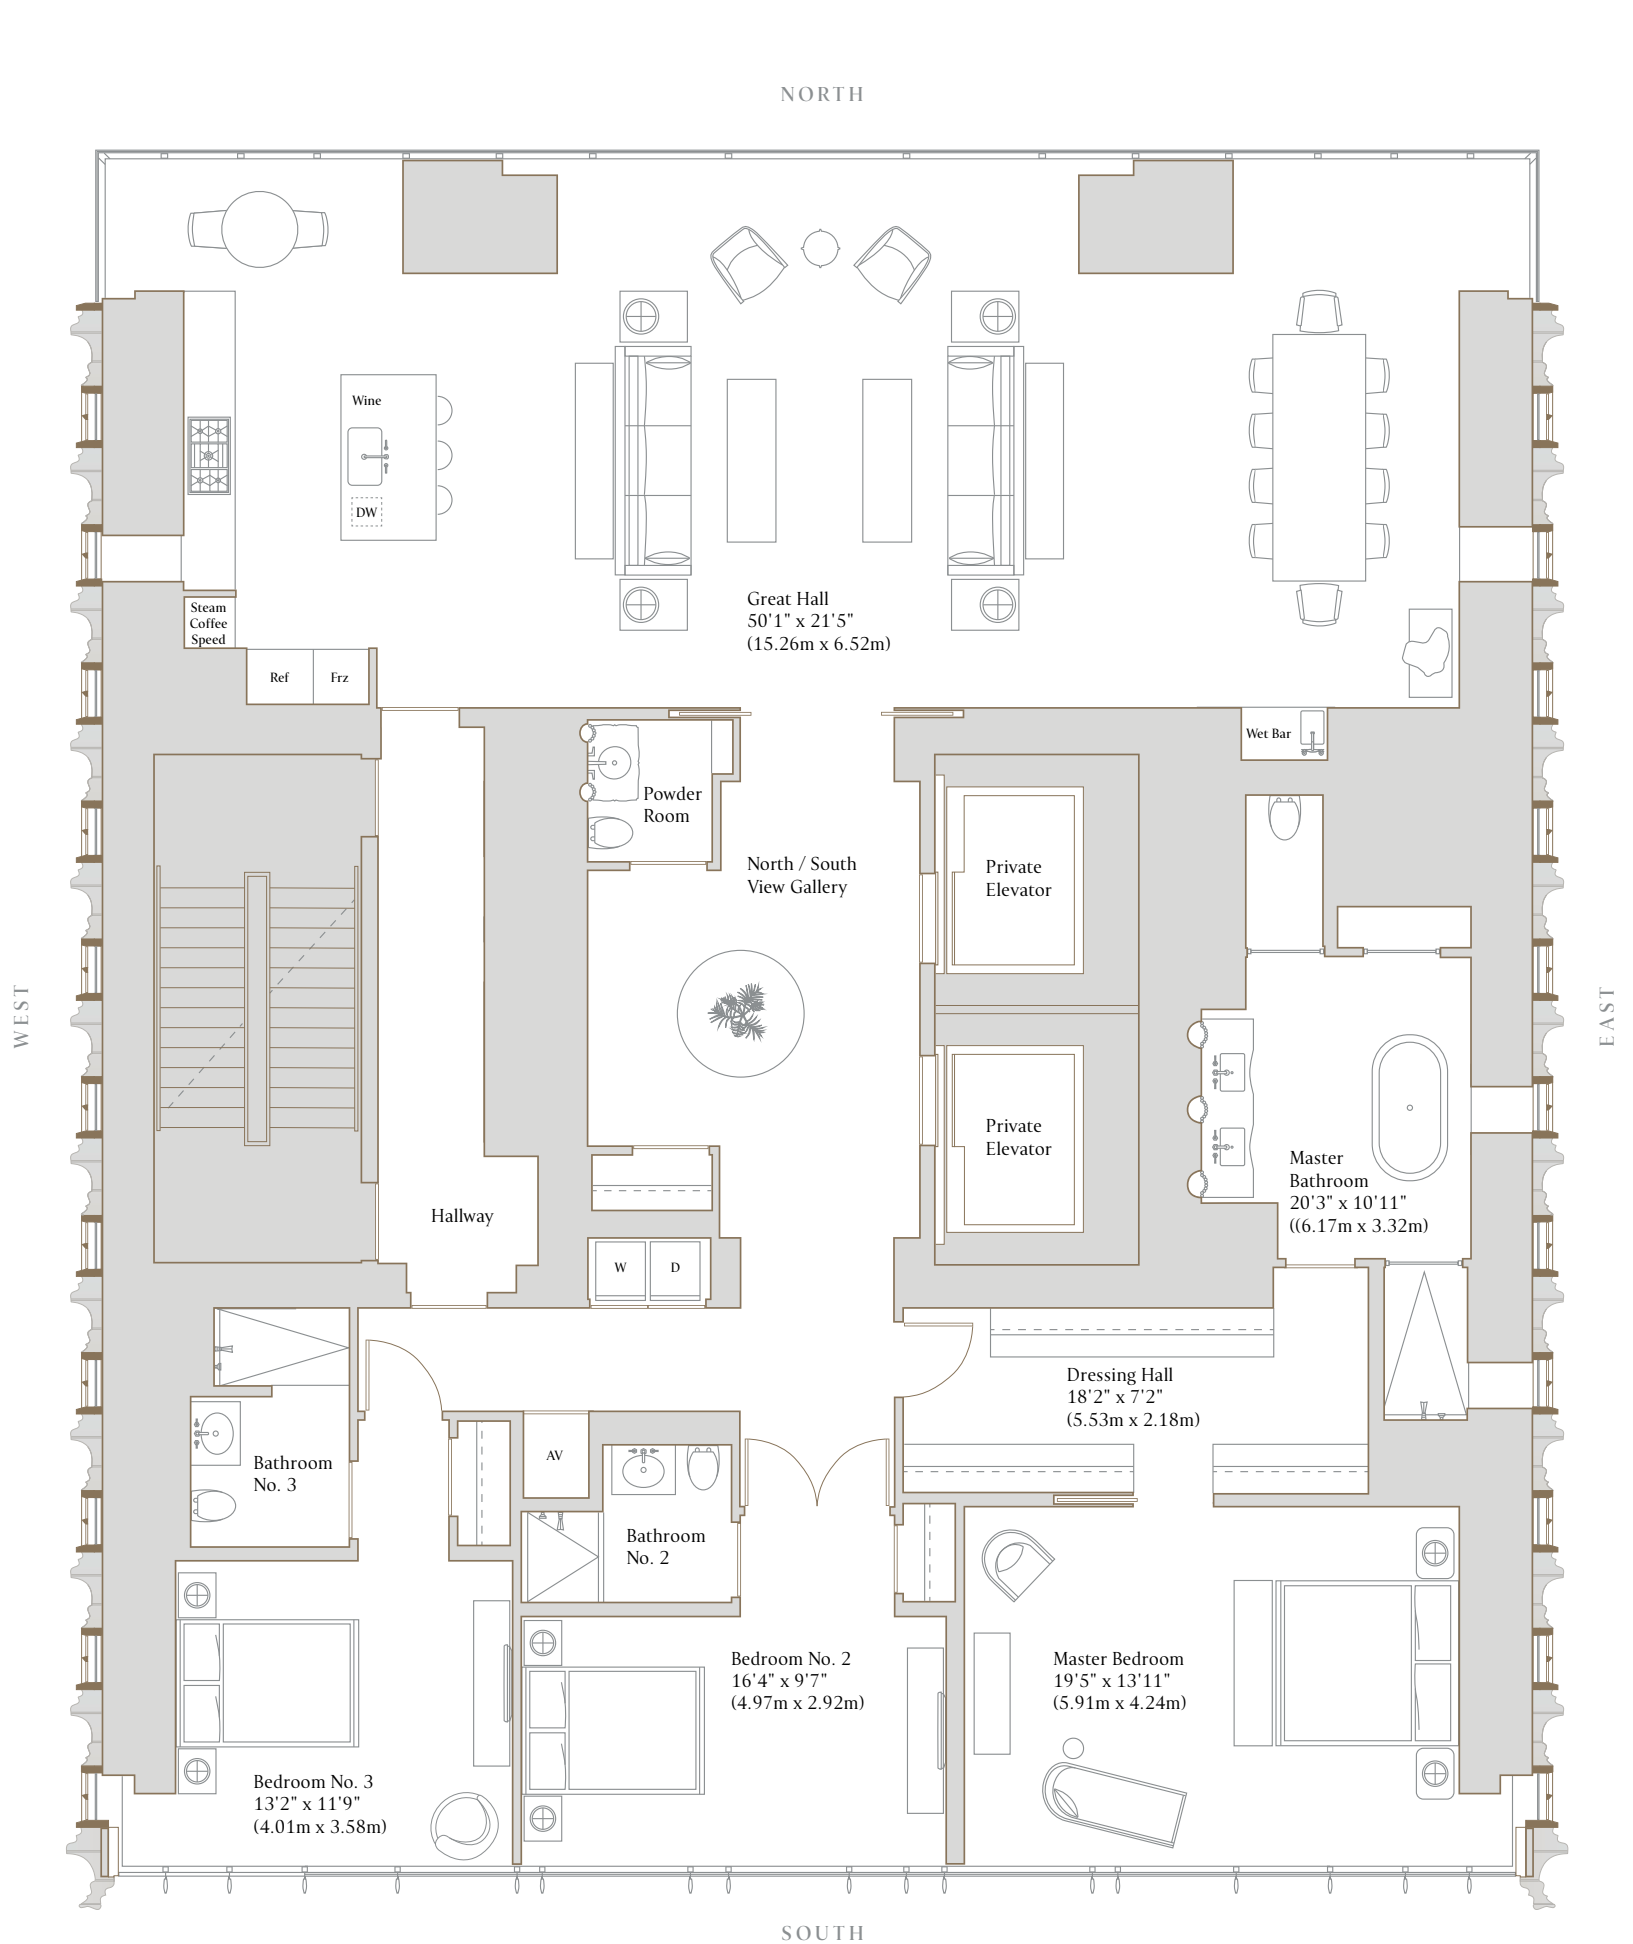 NORTH
Wine
DW
Great Hall
50'1" x 21'5"
(15.26m x 6.52m)
Steam
Coffee
Speed
Ref
Frz
Wet Bar
Powder
Room
North / South
View Gallery
Private
Elevator
WEST
EAST
Private
Elevator
Master
Bathroom
20'3" x 10'11"
((6.17m x 3.32m)
Hallway
W
D
Dressing Hall
18'2" x 7'2"
(5.53m x 2.18m)
Bathroom
No. 3
AV
Bathroom
No. 2
Bedroom No. 2
16'4" x 9'7"
(4.97m x 2.92m)
Master Bedroom
19'5" x 13'11"
(5.91m x 4.24m)
Bedroom No. 3
13'2" x 11'9"
(4.01m x 3.58m)
SOUTH